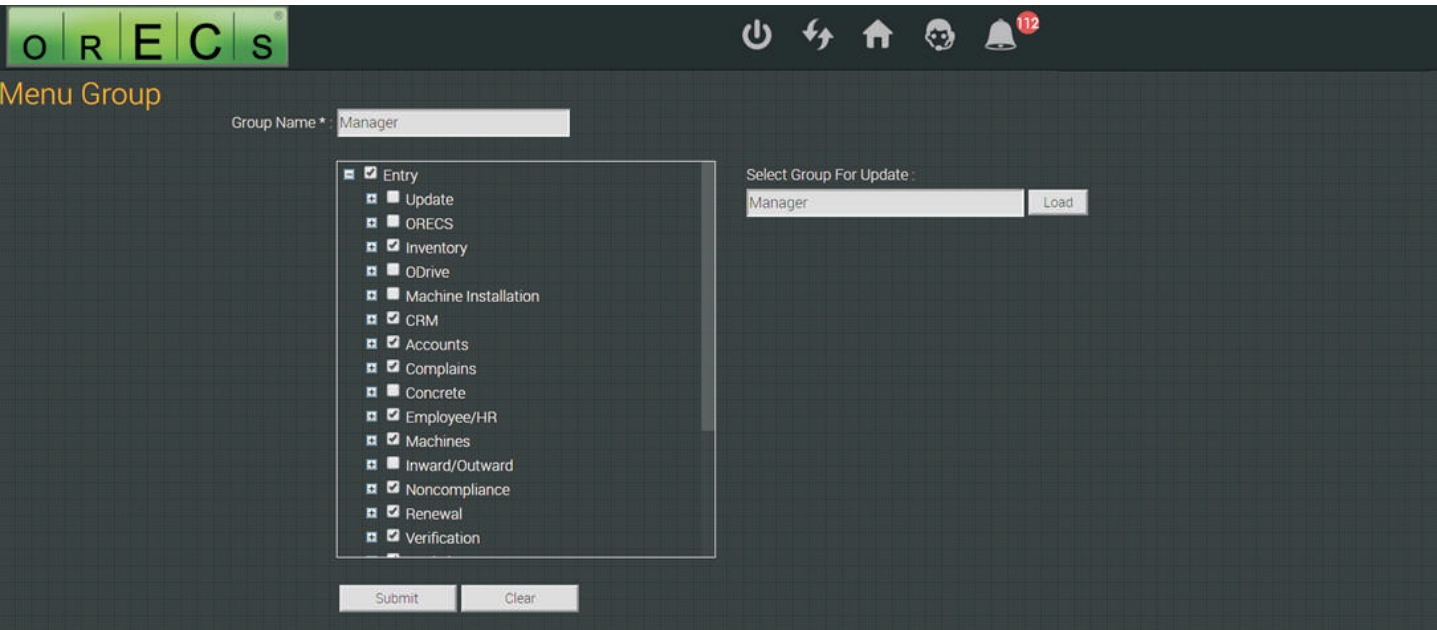 ORECS®
112
Menu Group
Group Name * : Manager
Entry
Update
ORECS
Inventory
ODrive
Machine Installation
CRM
Accounts
Complains
Concrete
Employee/HR
Machines
Inward/Outward
Noncompliance
Renewal
Verification
Select Group For Update :
Manager
Load
Submit
Clear